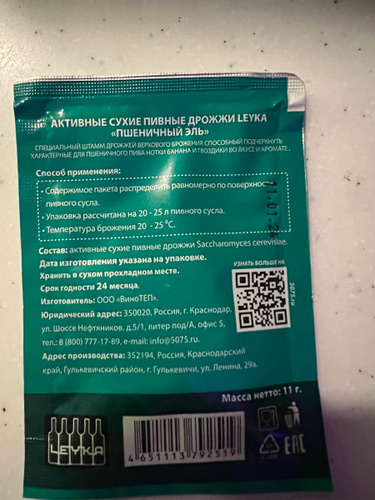 АКТИВНЫЕ СУХИЕ ПИВНЫЕ ДРОЖЖИ LEYKA
«ПШЕНИЧНЫЙ ЭЛЬ»
СПЕЦИАЛЬНЫЙ ШТАММ ДРОЖЖЕЙ ВЕРХОВОГО БРОЖЕНИЯ СПОСОБНЫЙ ПОДЧЕРКНУТЬ
ХАРАКТЕРНЫЕ ДЛЯ ПШЕНИЧНОГО ПИВА НОТКИ БАНАНА И ГВОЗДИКИ ВО ВКУСЕ И АРОМАТЕ.
Способ применения:
• Содержимое пакета распределить равномерно по поверхности
пивного сусла.
• Упаковка рассчитана на 20 - 25 л пивного сусла.
• Температура брожения 20 - 25 °С.
11.01.24
Состав: активные сухие пивные дрожжи Saccharomyces cerevisiae.
Дата изготовления указана на упаковке.
Хранить в сухом прохладном месте.
Срок годности 24 месяца.
Изготовитель: ООО «ВиноТЕП».
Юридический адрес: 350020, Россия, г. Краснодар,
ул. Шоссе Нефтяников, д.5/1, литер под/А, офис 5,
тел.: 8 (800) 777-17-89, e-mail: info@5075.ru
Адрес производства: 352194, Россия, Краснодарский
край, Гулькевичский район, г. Гулькевичи, ул. Ленина, 29а.
УЗНАТЬ БОЛЬШЕ НА
5075.ru
Масса нетто: 11 г.
LEYKA
4 651113 792519
EAC